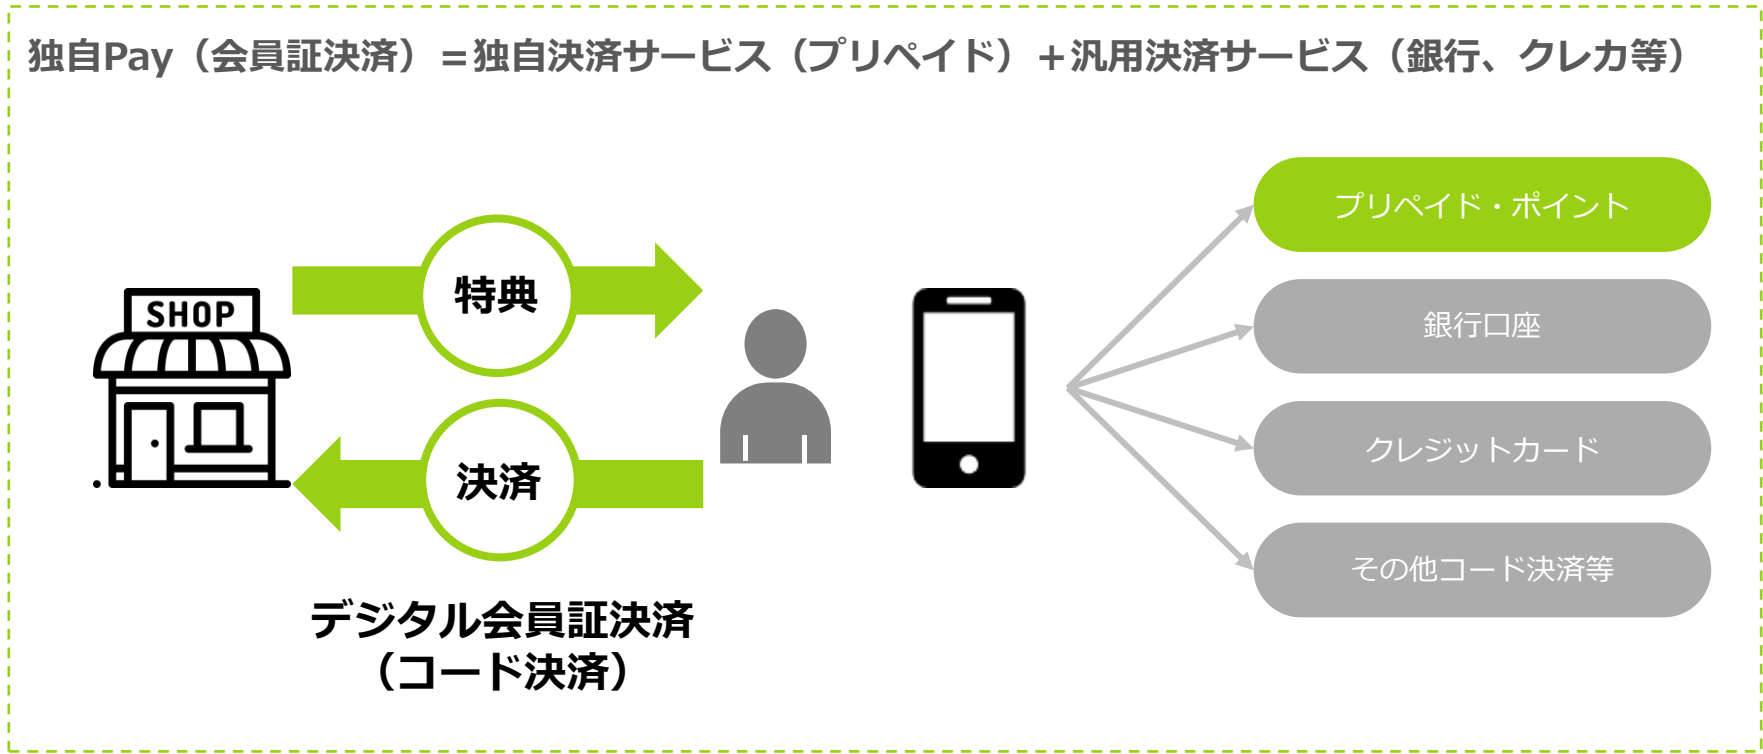 独自Pay（会員証決済）＝独自決済サービス（プリペイド）＋汎用決済サービス（銀行、クレカ等）
SHOP
特典
決済
デジタル会員証決済
（コード決済）
プリペイド・ポイント
銀行口座
クレジットカード
その他コード決済等